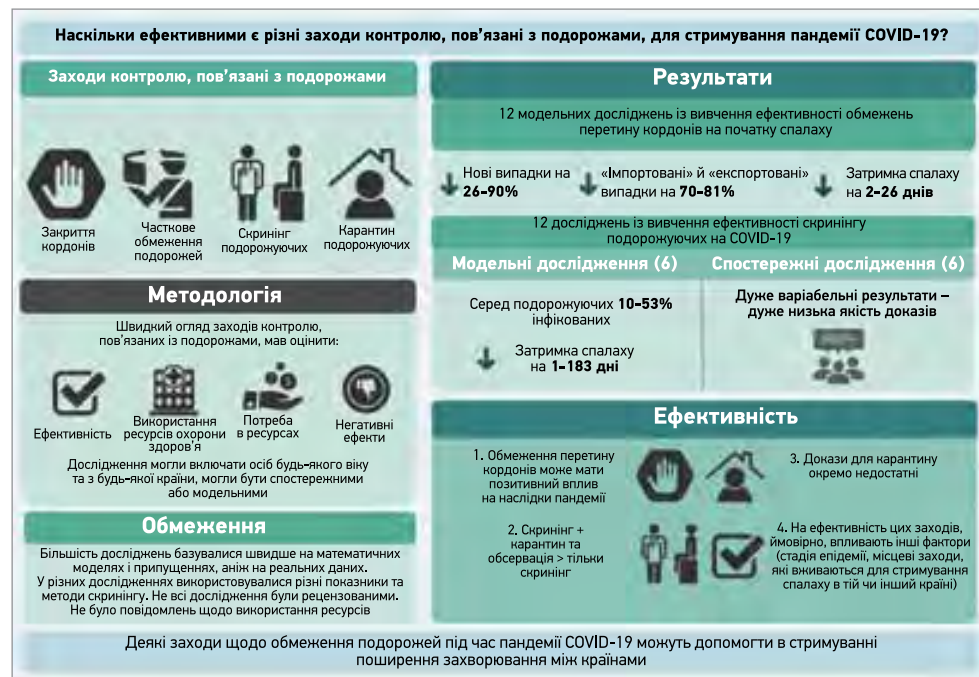 Наскільки ефективними є різні заходи контролю, пов'язані з подорожами, для стримування пандемії COVID-19?
Заходи контролю, пов'язані з подорожами
Закриття
кордонів
Часткове
обмеження
подорожей
Скринінг
подорожуючих
Карантин
подорожуючих
Методологія
Швидкий огляд заходів контролю,
пов'язаних із подорожами, мав оцінити:
Ефективність
Використання
ресурсів охорони
здоров'я
Потреба
в ресурсах
Негативні
ефекти
Дослідження могли включати осіб будь-якого віку
та з будь-якої країни, могли бути спостережними
або модельними
Обмеження
Більшість досліджень базувалися швидше на математичних
моделях і припущеннях, аніж на реальних даних.
У різних дослідженнях використовувалися різні показники та
методи скринінгу. Не всі дослідження були рецензованими.
Не було повідомлень щодо використання ресурсів
Результати
12 модельних досліджень із вивчення ефективності обмежень
перетину кордонів на початку спалаху
Нові випадки на
26–90%
«Імпортовані» й «експортовані»
випадки на 70–81%
Затримка спалаху
на 2–26 днів
12 досліджень із вивчення ефективності скринінгу
подорожуючих на COVID-19
Модельні дослідження (6)
Серед подорожуючих 10–53%
інфікованих
Затримка спалаху
на 1–183 дні
Спостережні дослідження (6)
Дуже варіабельні результати –
дуже низька якість доказів
Ефективність
1. Обмеження перетину
кордонів може мати
позитивний вплив
на наслідки пандемії
2. Скринінг +
карантин та
обсервація > тільки
скринінг
3. Докази для карантину
окремо недостатні
4. На ефективність цих заходів,
ймовірно, впливають інші фактори
(стадія епідемії, місцеві заходи,
які вживаються для стримування
спалаху в тій чи інший країні)
Деякі заходи щодо обмеження подорожей під час пандемії COVID-19 можуть допомогти в стримуванні
поширення захворювання між країнами